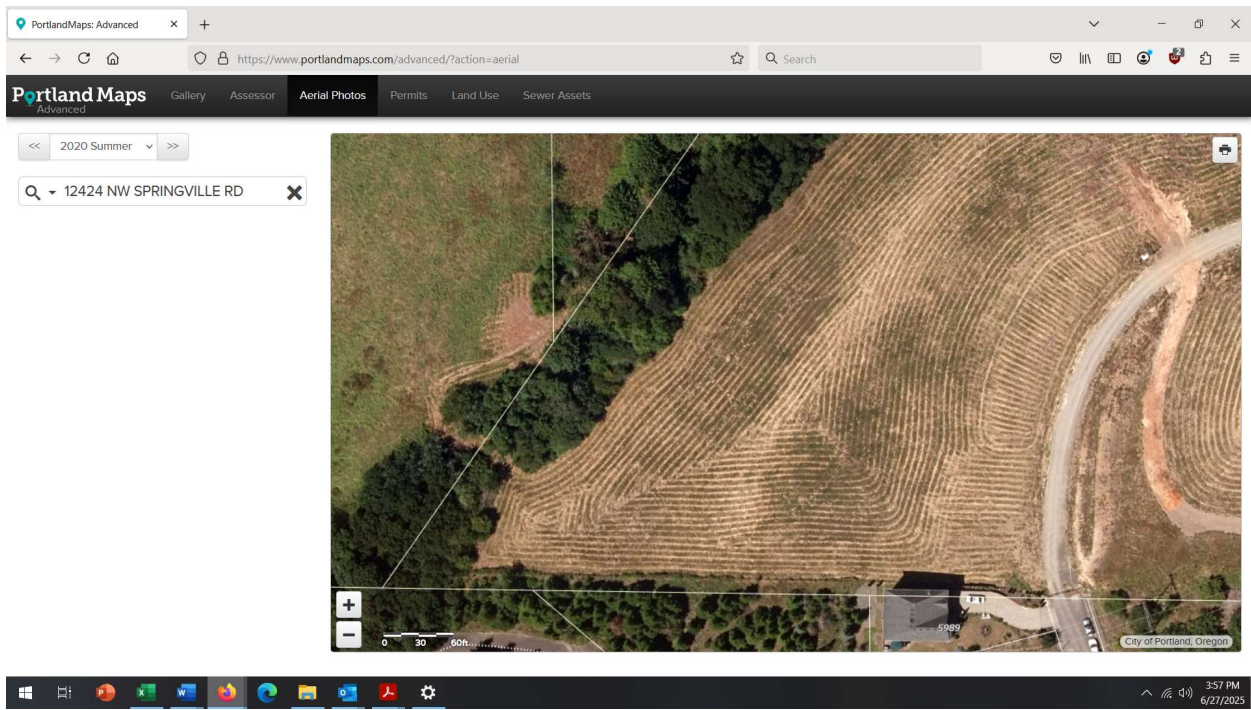 PortlandMaps: Advanced
https://www.portlandmaps.com/advanced/?action=aerial
Search
2
Portland Maps
Advanced
Gallery
Assessor
Aerial Photos
Permits
Land Use
Sewer Assets
<< 2020 Summer >>
12424 NW SPRINGVILLE RD
+
−
0 30 60ft
5989
City of Portland, Oregon
3:57 PM
6/27/2025